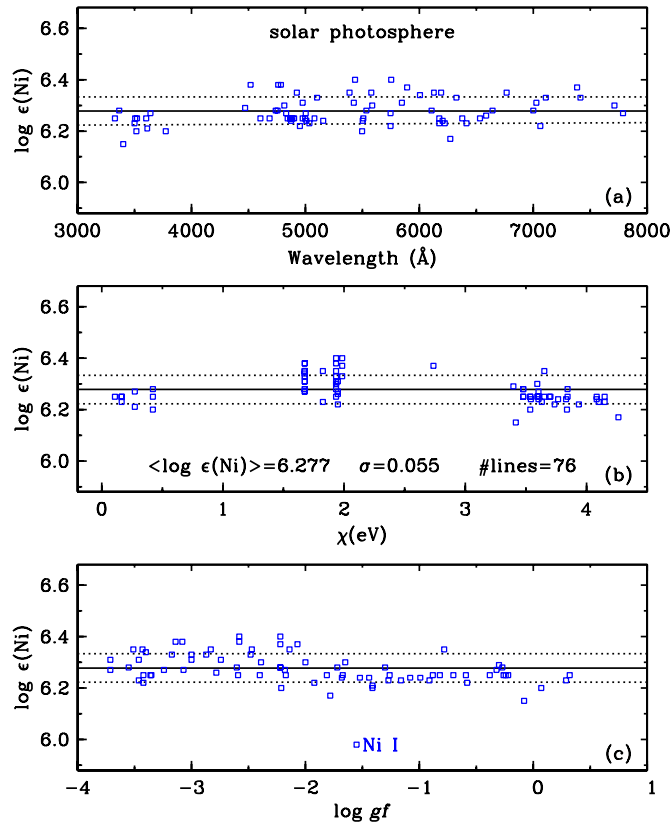 solar photosphere
log ε(Ni)
6.6
6.4
6.2
6.0
(a)
3000 4000 5000 6000 7000 8000
Wavelength (Å)
log ε(Ni)
6.6
6.4
6.2
6.0
<log ε(Ni)>=6.277 σ=0.055 #lines=76
(b)
0 1 2 3 4
χ(eV)
log ε(Ni)
6.6
6.4
6.2
6.0
Ni I
(c)
−4 −3 −2 −1 0 1
log gf